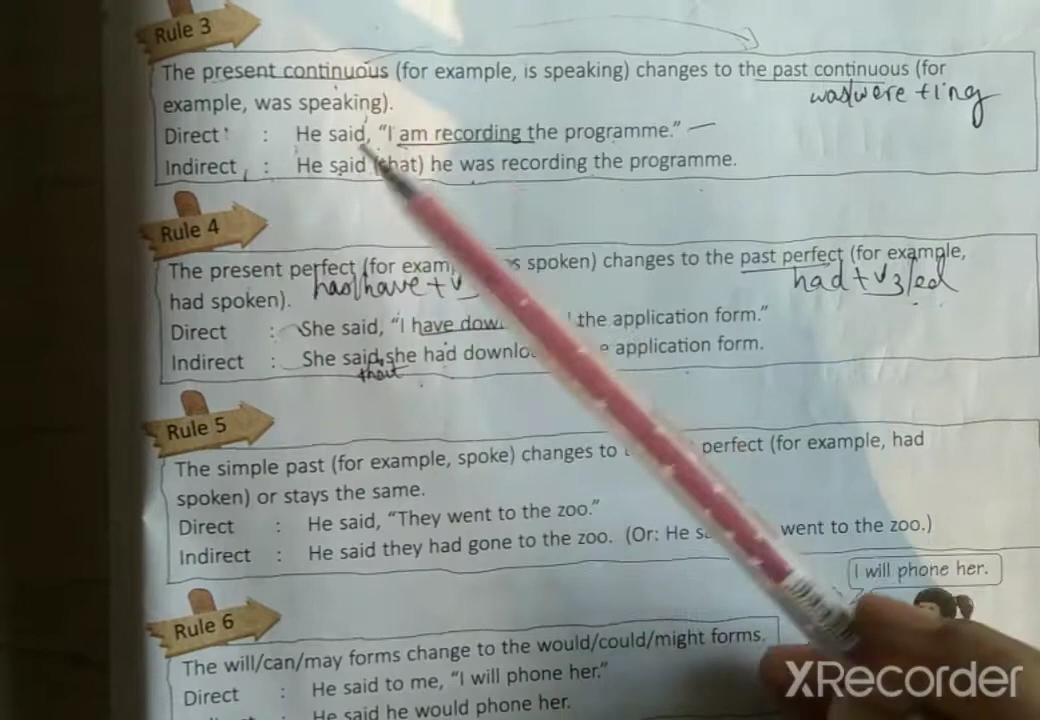 Rule 3
The present continuous (for example, is speaking) changes to the past continuous (for
example, was speaking).
was/were + ing
Direct : He said, "I am recording the programme."
Indirect : He said (that) he was recording the programme.
Rule 4
The present perfect (for spoken) changes to the past perfect (for example,
had spoken).
has/have + v
had + v3/ed
Direct : She said, "I have the application form."
Indirect : She said, she had application form.
that
Rule 5
The simple past (for example, spoke) changes to perfect (for example, had
spoken) or stays the same.
Direct : He said, "They went to the zoo."
Indirect : He said they had gone to the zoo. (Or: He went to the zoo.)
I will phone her.
Rule 6
The will/can/may forms change to the would/could/might forms.
Direct : He said to me, "I will phone her."
He said he would phone her.
XRecorder